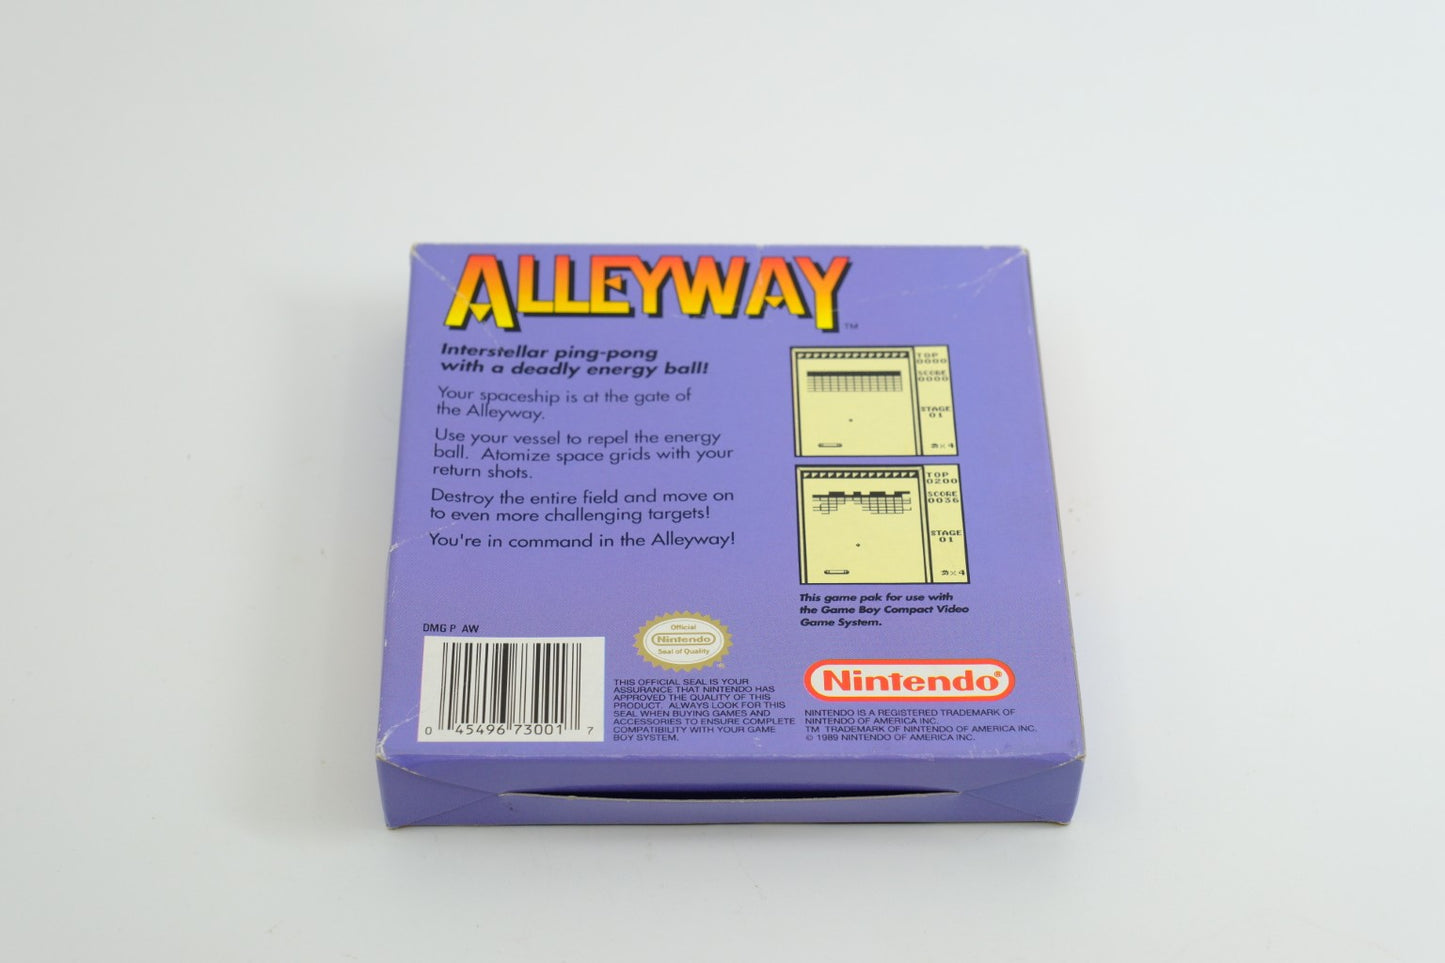 ALLEYWAY
TM
Interstellar ping-pong
with a deadly energy ball!
Your spaceship is at the gate of
the Alleyway.
Use your vessel to repel the energy
ball. Atomize space grids with your
return shots.
Destroy the entire field and move on
to even more challenging targets!
You're in command in the Alleyway!
TOP
0000
SCORE
0000
STAGE
01
× 4
TOP
0200
SCORE
0036
STAGE
01
× 4
This game pak for use with
the Game Boy Compact Video
Game System.
DMG P AW
0 45496 73001 7
Official
Nintendo
Seal of Quality
®
THIS OFFICIAL SEAL IS YOUR
ASSURANCE THAT NINTENDO HAS
APPROVED THE QUALITY OF THIS
PRODUCT. ALWAYS LOOK FOR THIS
SEAL WHEN BUYING GAMES AND
ACCESSORIES TO ENSURE COMPLETE
COMPATIBILITY WITH YOUR GAME
BOY SYSTEM.
Nintendo®
NINTENDO IS A REGISTERED TRADEMARK OF
NINTENDO OF AMERICA INC.
TM TRADEMARK OF NINTENDO OF AMERICA INC.
© 1989 NINTENDO OF AMERICA INC.